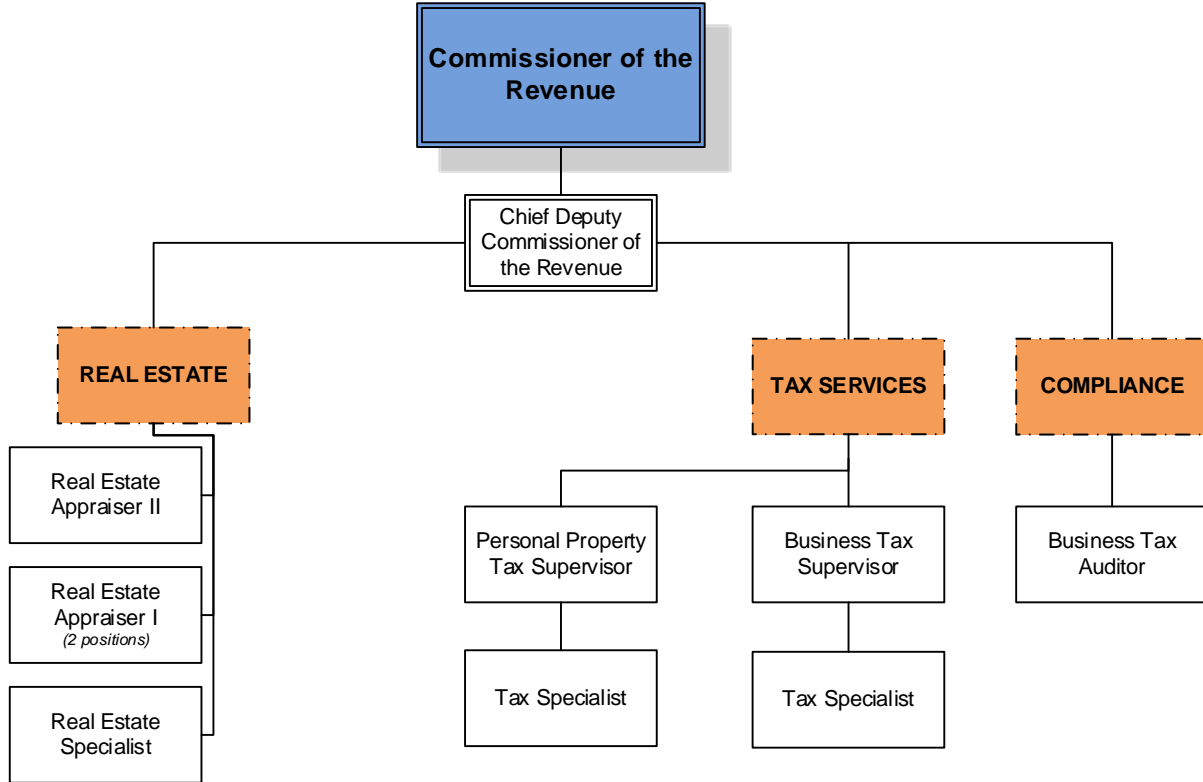 Commissioner of the
Revenue
Chief Deputy
Commissioner of
the Revenue
REAL ESTATE
TAX SERVICES
COMPLIANCE
Real Estate
Appraiser II
Real Estate
Appraiser I
(2 positions)
Real Estate
Specialist
Personal Property
Tax Supervisor
Tax Specialist
Business Tax
Supervisor
Tax Specialist
Business Tax
Auditor